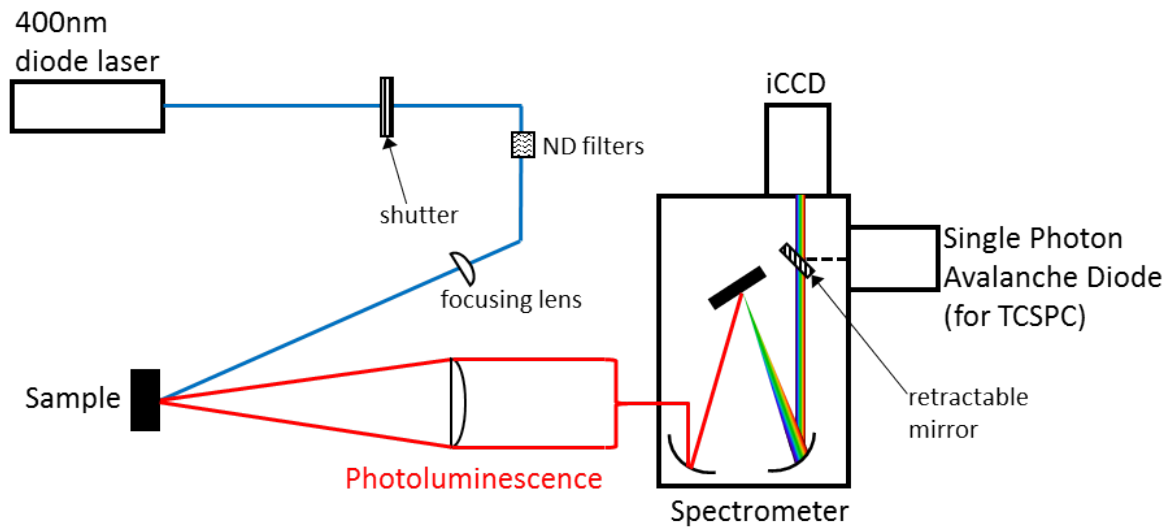 400nm
diode laser
iCCD
ND filters
shutter
Single Photon
Avalanche Diode
(for TCSPC)
focusing lens
Sample
retractable
mirror
Photoluminescence
Spectrometer